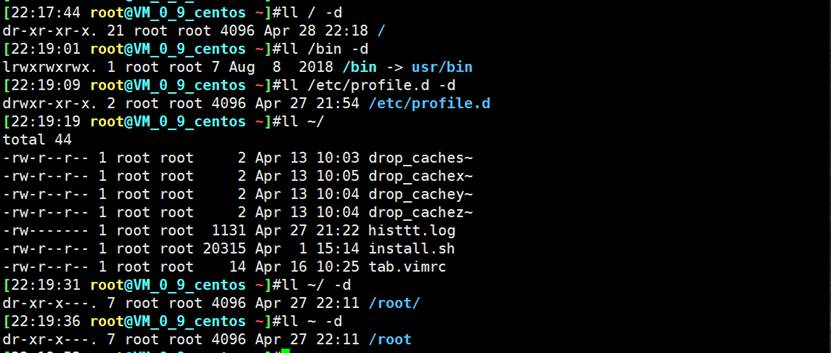 [22:17:44 root@VM_0_9_centos ~]#ll / -d
dr-xr-xr-x. 21 root root 4096 Apr 28 22:18 /
[22:19:01 root@VM_0_9_centos ~]#ll /bin -d
lrwxrwxrwx. 1 root root 7 Aug  8  2018 /bin -> usr/bin
[22:19:09 root@VM_0_9_centos ~]#ll /etc/profile.d -d
drwxr-xr-x. 2 root root 4096 Apr 27 21:54 /etc/profile.d
[22:19:19 root@VM_0_9_centos ~]#ll ~/
total 44
-rw-r--r-- 1 root root     2 Apr 13 10:03 drop_caches~
-rw-r--r-- 1 root root     2 Apr 13 10:05 drop_cachex~
-rw-r--r-- 1 root root     2 Apr 13 10:04 drop_cachey~
-rw-r--r-- 1 root root     2 Apr 13 10:04 drop_cachez~
-rw------- 1 root root  1131 Apr 27 21:22 histtt.log
-rw-r--r-- 1 root root 20315 Apr  1 15:14 install.sh
-rw-r--r-- 1 root root    14 Apr 16 10:25 tab.vimrc
[22:19:31 root@VM_0_9_centos ~]#ll ~/ -d
dr-xr-x---. 7 root root 4096 Apr 27 22:11 /root/
[22:19:36 root@VM_0_9_centos ~]#ll ~ -d
dr-xr-x---. 7 root root 4096 Apr 27 22:11 /root